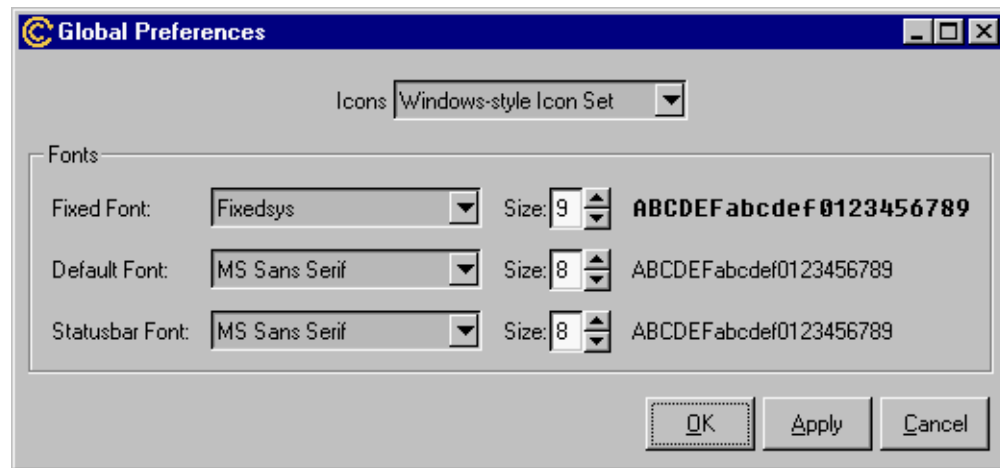 Global Preferences
Icons Windows-style Icon Set
Fonts
Fixed Font: Fixedsys Size: 9 ABCDEFabcdef0123456789
Default Font: MS Sans Serif Size: 8 ABCDEFabcdef0123456789
Statusbar Font: MS Sans Serif Size: 8 ABCDEFabcdef0123456789
OK Apply Cancel